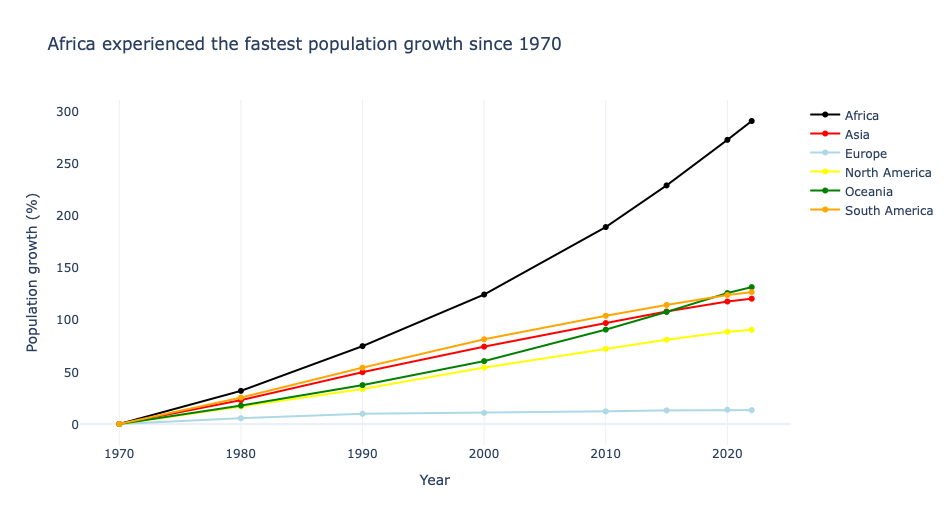 Africa experienced the fastest population growth since 1970
300
250
200
150
100
50
0
Population growth (%)
1970
1980
1990
2000
2010
2020
Year
Africa
Asia
Europe
North America
Oceania
South America